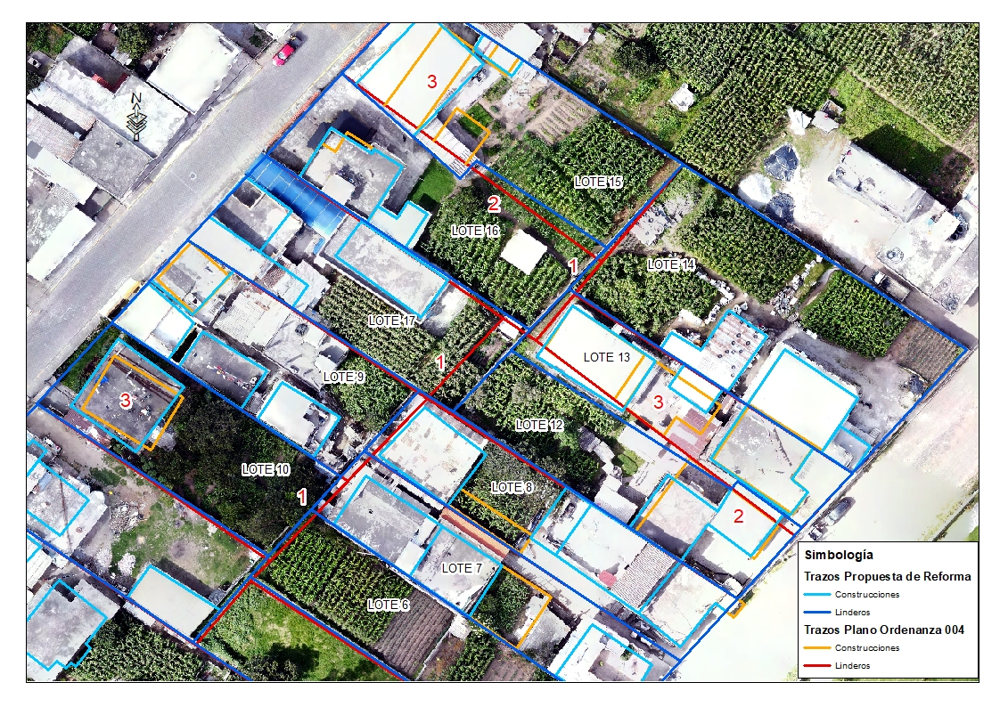 N
3
LOTE 15
2
LOTE 16
1
LOTE 14
LOTE 17
1
LOTE 13
LOTE 9
3
3
LOTE 12
LOTE 10
LOTE 8
1
2
LOTE 7
LOTE 6
Simbología
Trazos Propuesta de Reforma
Construcciones
Linderos
Trazos Plano Ordenanza 004
Construcciones
Linderos